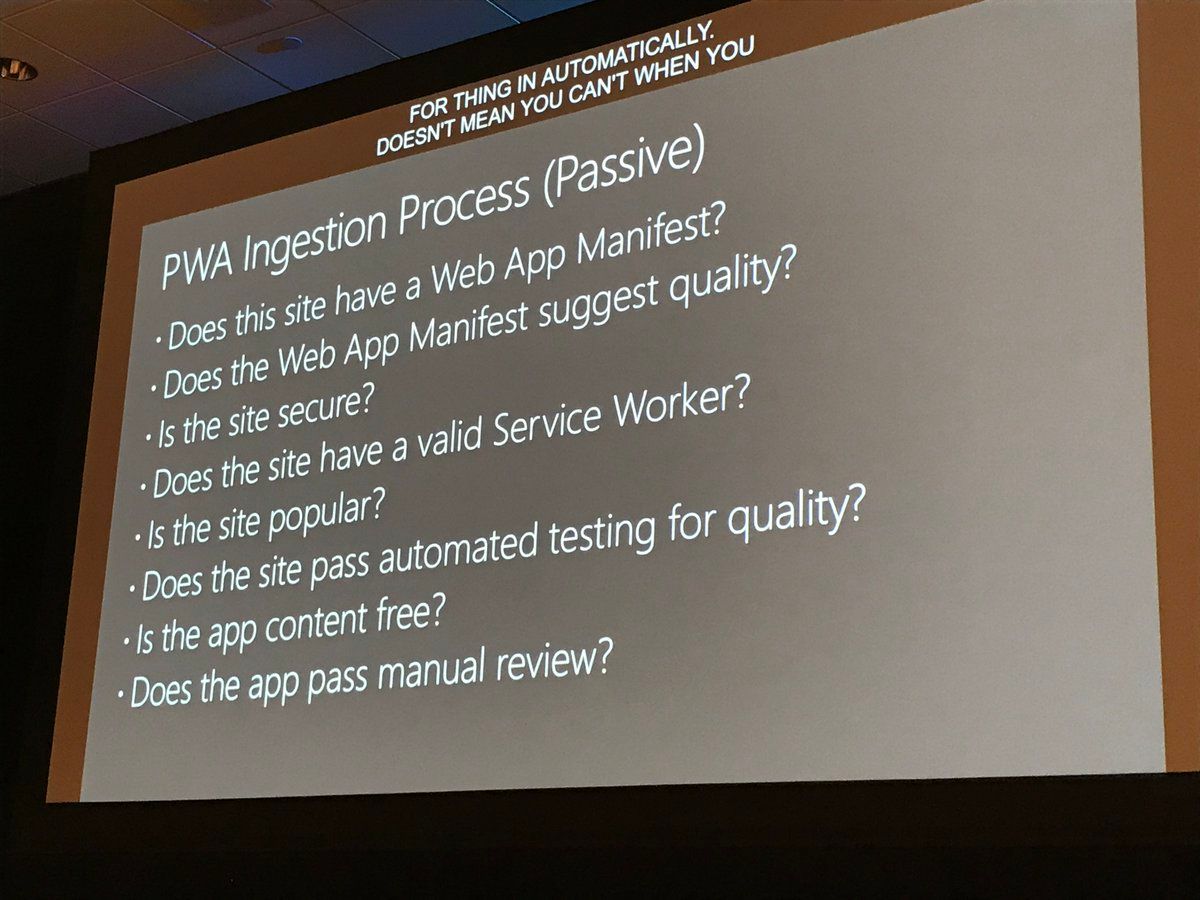 FOR THING IN AUTOMATICALLY.
DOESN'T MEAN YOU CAN'T WHEN YOU
PWA Ingestion Process (Passive)
• Does this site have a Web App Manifest?
• Does the Web App Manifest suggest quality?
• Is the site secure?
• Does the site have a valid Service Worker?
• Is the site popular?
• Does the site pass automated testing for quality?
• Is the app content free?
• Does the app pass manual review?